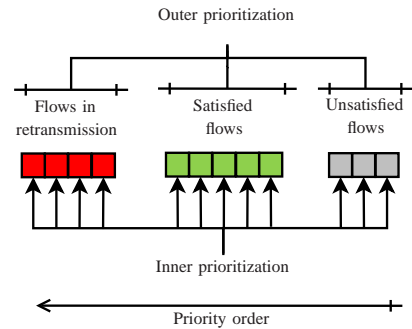 Outer prioritization
Flows in
retransmission
Satisfied
flows
Unsatisfied
flows
Inner prioritization
Priority order